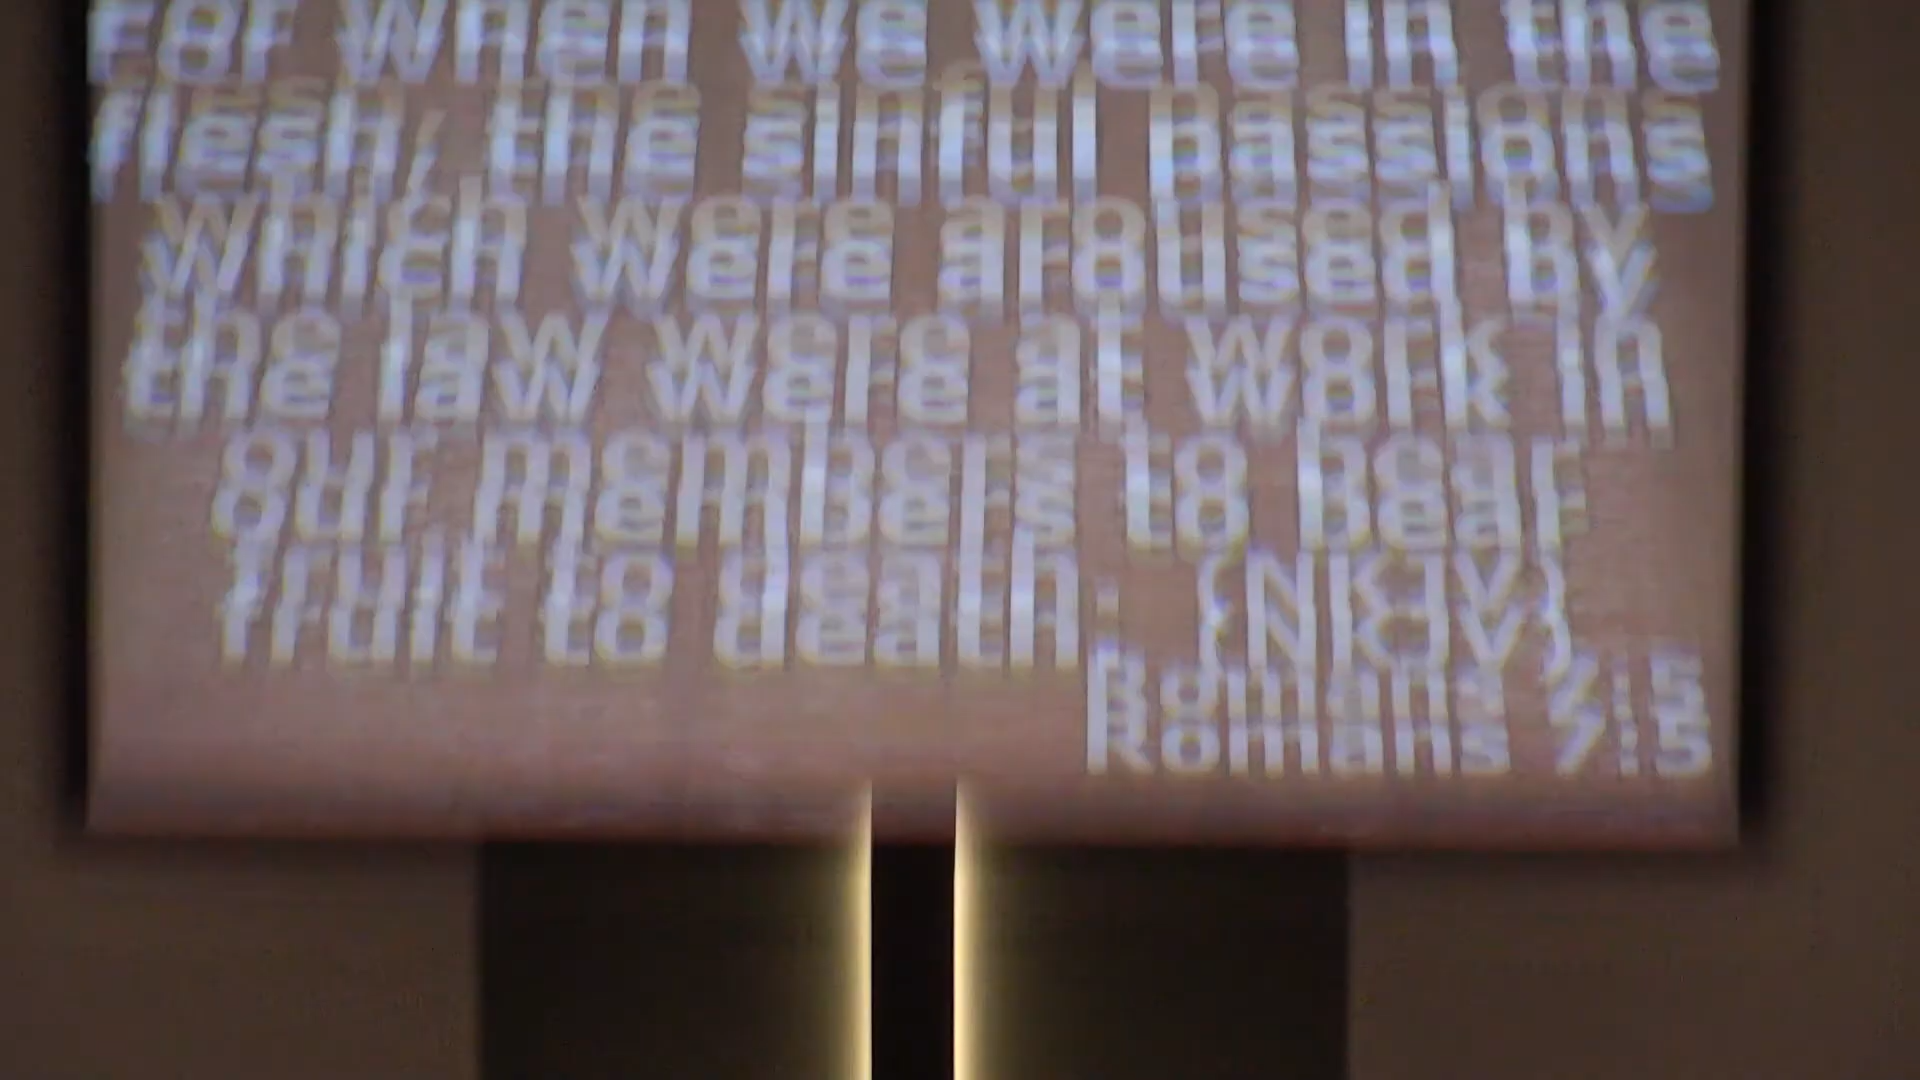 For when we were in the
flesh, the sinful passions
which were aroused by
the law were at work in
our members to bear
fruit to death. (NKJV)
Romans 7:5